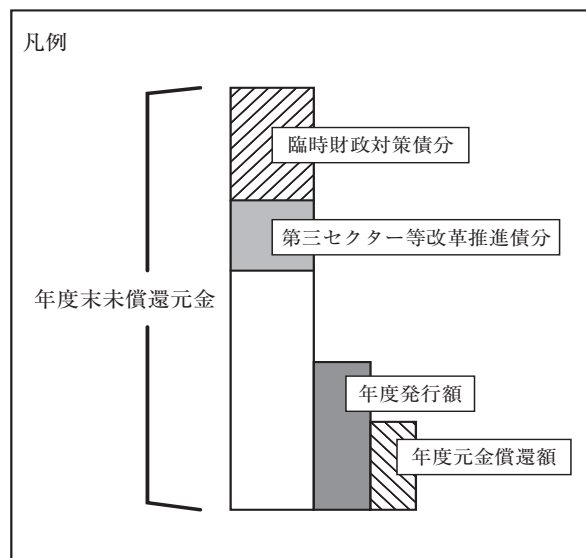 凡例
臨時財政対策債分
第三セクター等改革推進債分
年度末未償還元金
年度発行額
年度元金償還額